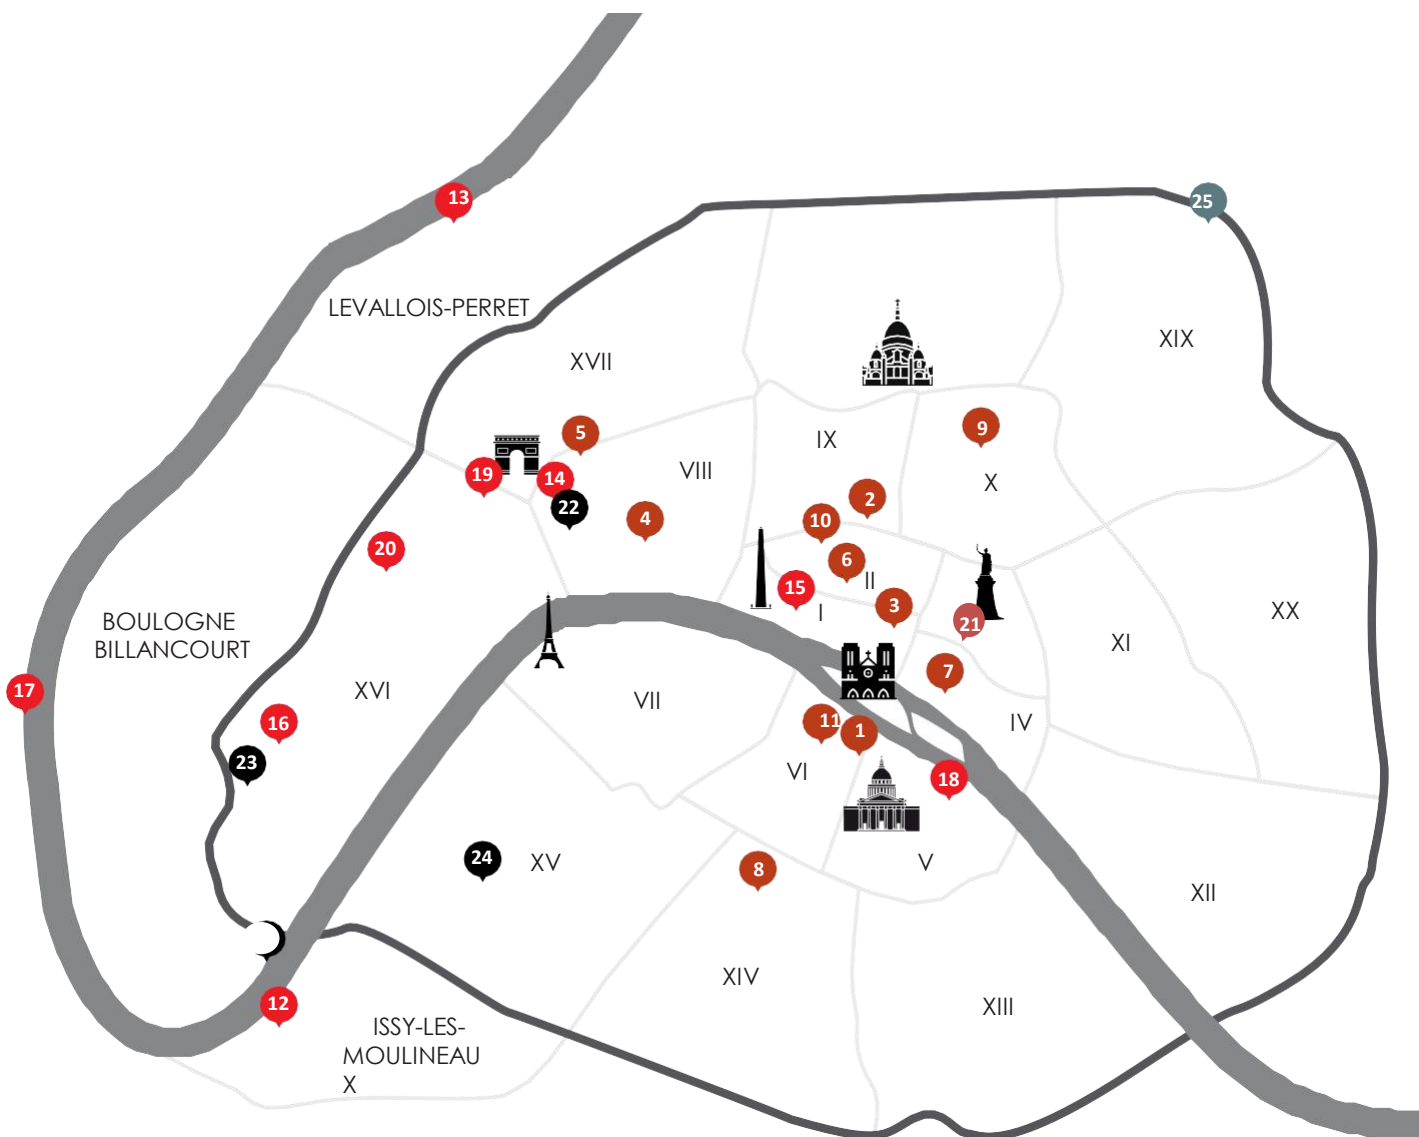 13
25
LEVALLOIS-PERRET
XIX
XVII
5
9
IX
19
14
VIII
X
22
2
4
10
20
6
II
15
3
I
XX
BOULOGNE
BILLANCOURT
21
XI
7
XVI
17
VII
16
11
1
IV
23
VI
18
24
XV
8
V
XII
XIV
12
XIII
ISSY-LES-
MOULINEAU
X